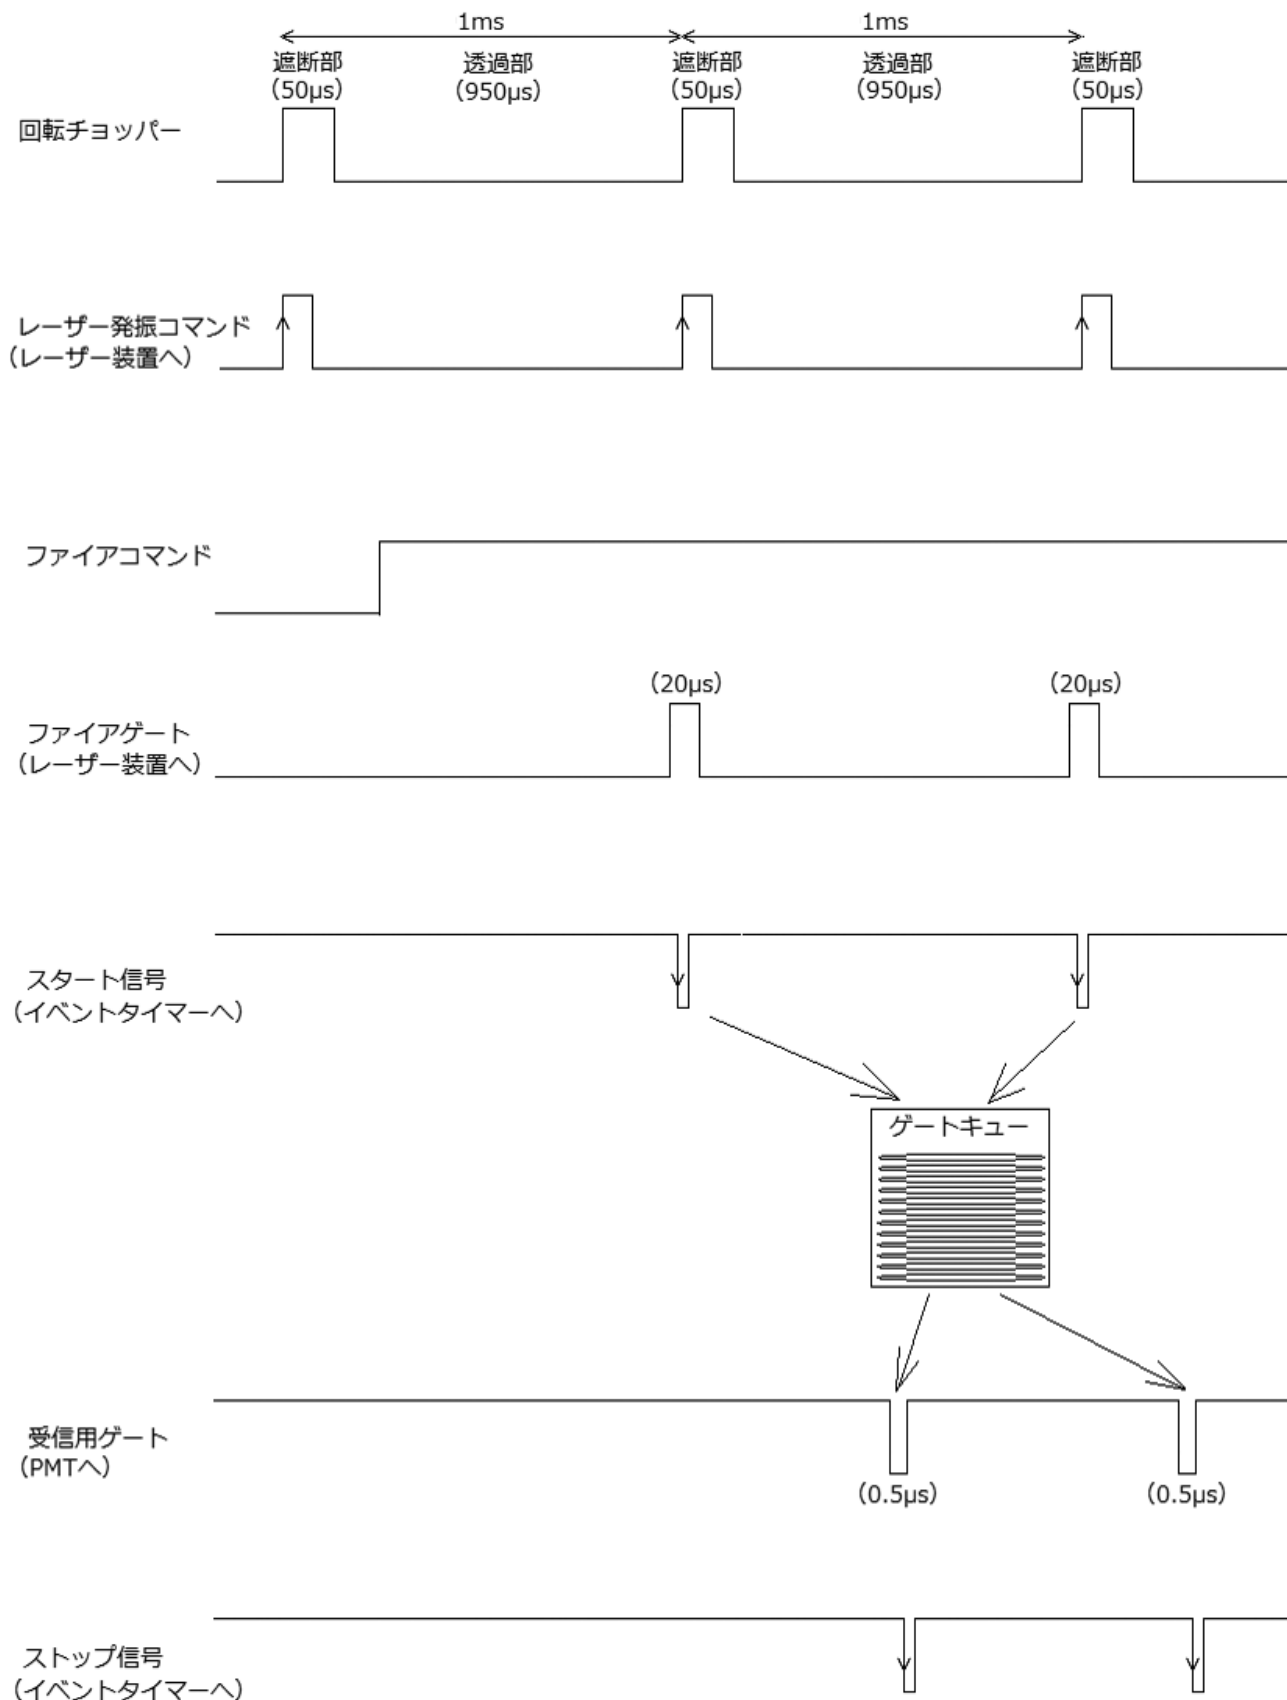 1ms
1ms
遮断部
(50μs)
透過部
(950μs)
遮断部
(50μs)
透過部
(950μs)
遮断部
(50μs)
回転チョッパー
レーザー発振コマンド
(レーザー装置へ)
ファイアコマンド
(20μs)
(20μs)
ファイアゲート
(レーザー装置へ)
スタート信号
(イベントタイマーへ)
ゲートキュー
受信用ゲート
(PMTへ)
(0.5μs)
(0.5μs)
ストップ信号
(イベントタイマーへ)